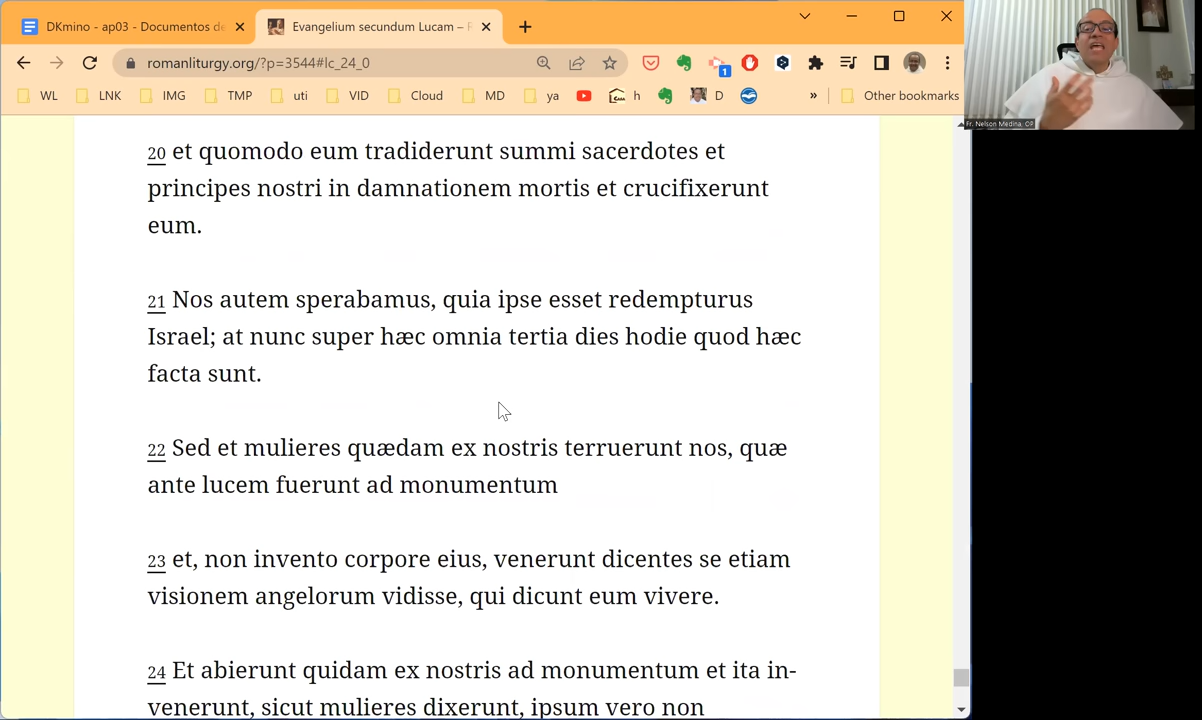 DKmino - ap03 - Documentos de
Evangelium secundum Lucam –
romanliturgy.org/?p=3544#lc_24_0
1
WL LNK IMG TMP uti VID Cloud MD ya h D » Other bookmarks
Fr. Nelson Medina, OP
20 et quomodo eum tradiderunt summi sacerdotes et
principes nostri in damnationem mortis et crucifixerunt
eum.
21 Nos autem sperabamus, quia ipse esset redempturus
Israel; at nunc super hæc omnia tertia dies hodie quod hæc
facta sunt.
22 Sed et mulieres quædam ex nostris terruerunt nos, quæ
ante lucem fuerunt ad monumentum
23 et, non invento corpore eius, venerunt dicentes se etiam
visionem angelorum vidisse, qui dicunt eum vivere.
24 Et abierunt quidam ex nostris ad monumentum et ita in-
venerunt, sicut mulieres dixerunt, ipsum vero non